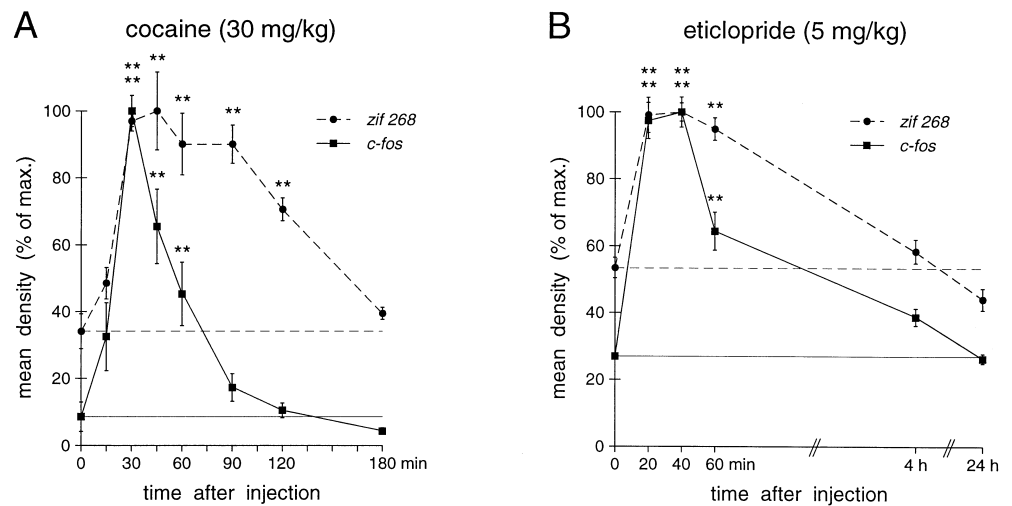 A
cocaine (30 mg/kg)
** ** ** ** ** ** ** **
zif 268
c-fos
mean density (% of max.)
100
80
60
40
20
0
0 30 60 90 120 180 min
time after injection
B
eticlopride (5 mg/kg)
** ** ** ** ** **
zif 268
c-fos
mean density (% of max.)
100
80
60
40
20
0
0 20 40 60 min 4 h 24 h
time after injection